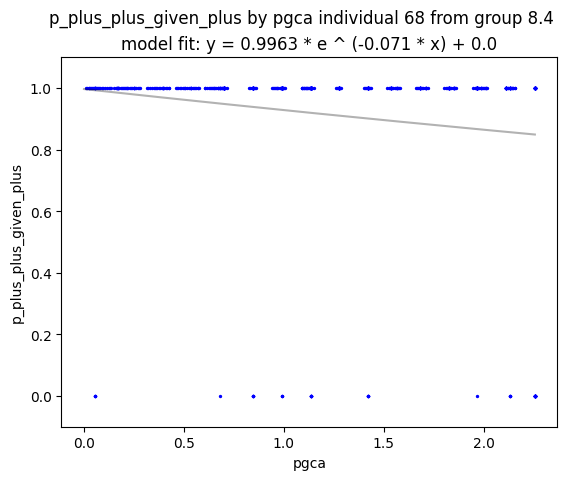 p_plus_plus_given_plus by pgca individual 68 from group 8.4
model fit: y = 0.9963 * e ^ (-0.071 * x) + 0.0
1.0
0.8
0.6
0.4
0.2
0.0
p_plus_plus_given_plus
0.0 0.5 1.0 1.5 2.0
pgca